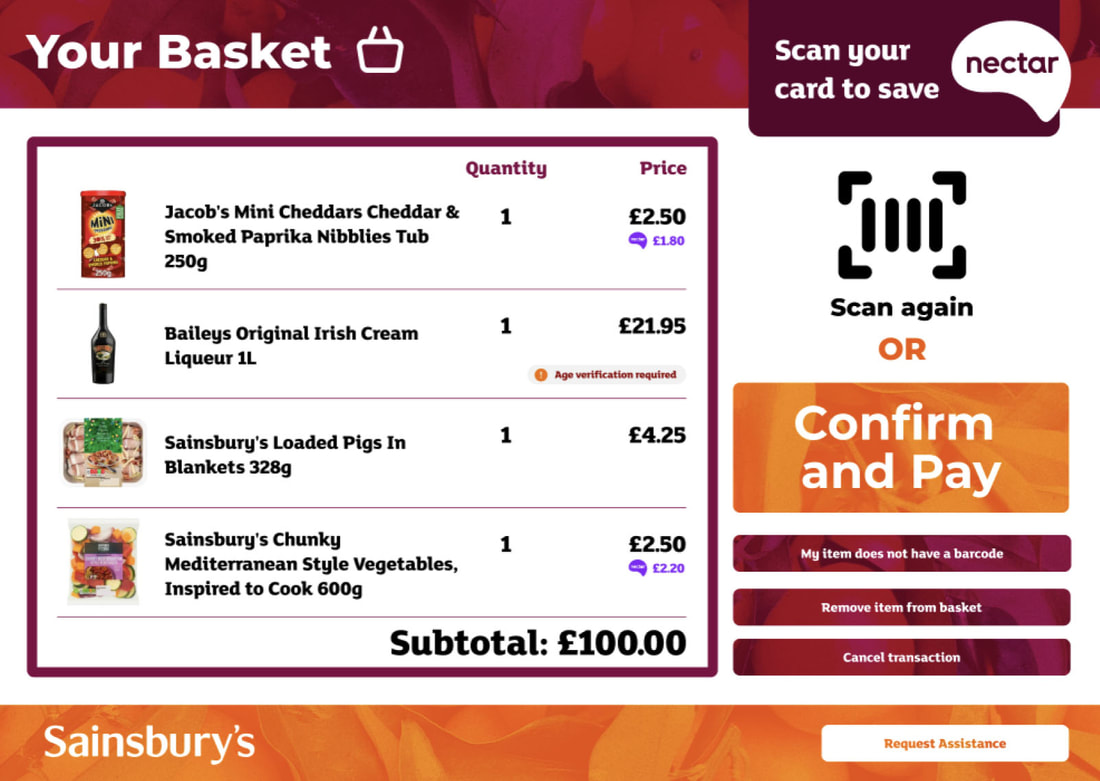 Your Basket
Scan your
card to save
nectar
Quantity Price
Jacob's Mini Cheddars Cheddar & 1 £2.50
Smoked Paprika Nibblies Tub £1.80
250g
Baileys Original Irish Cream 1 £21.95
Liqueur 1L
! Age verification required
Sainsbury's Loaded Pigs In 1 £4.25
Blankets 328g
Sainsbury's Chunky 1 £2.50
Mediterranean Style Vegetables, £2.20
Inspired to Cook 600g
Subtotal: £100.00
Scan again
OR
Confirm
and Pay
My item does not have a barcode
Remove item from basket
Cancel transaction
Sainsbury's
Request Assistance
JACOB'S
MiNi
250g